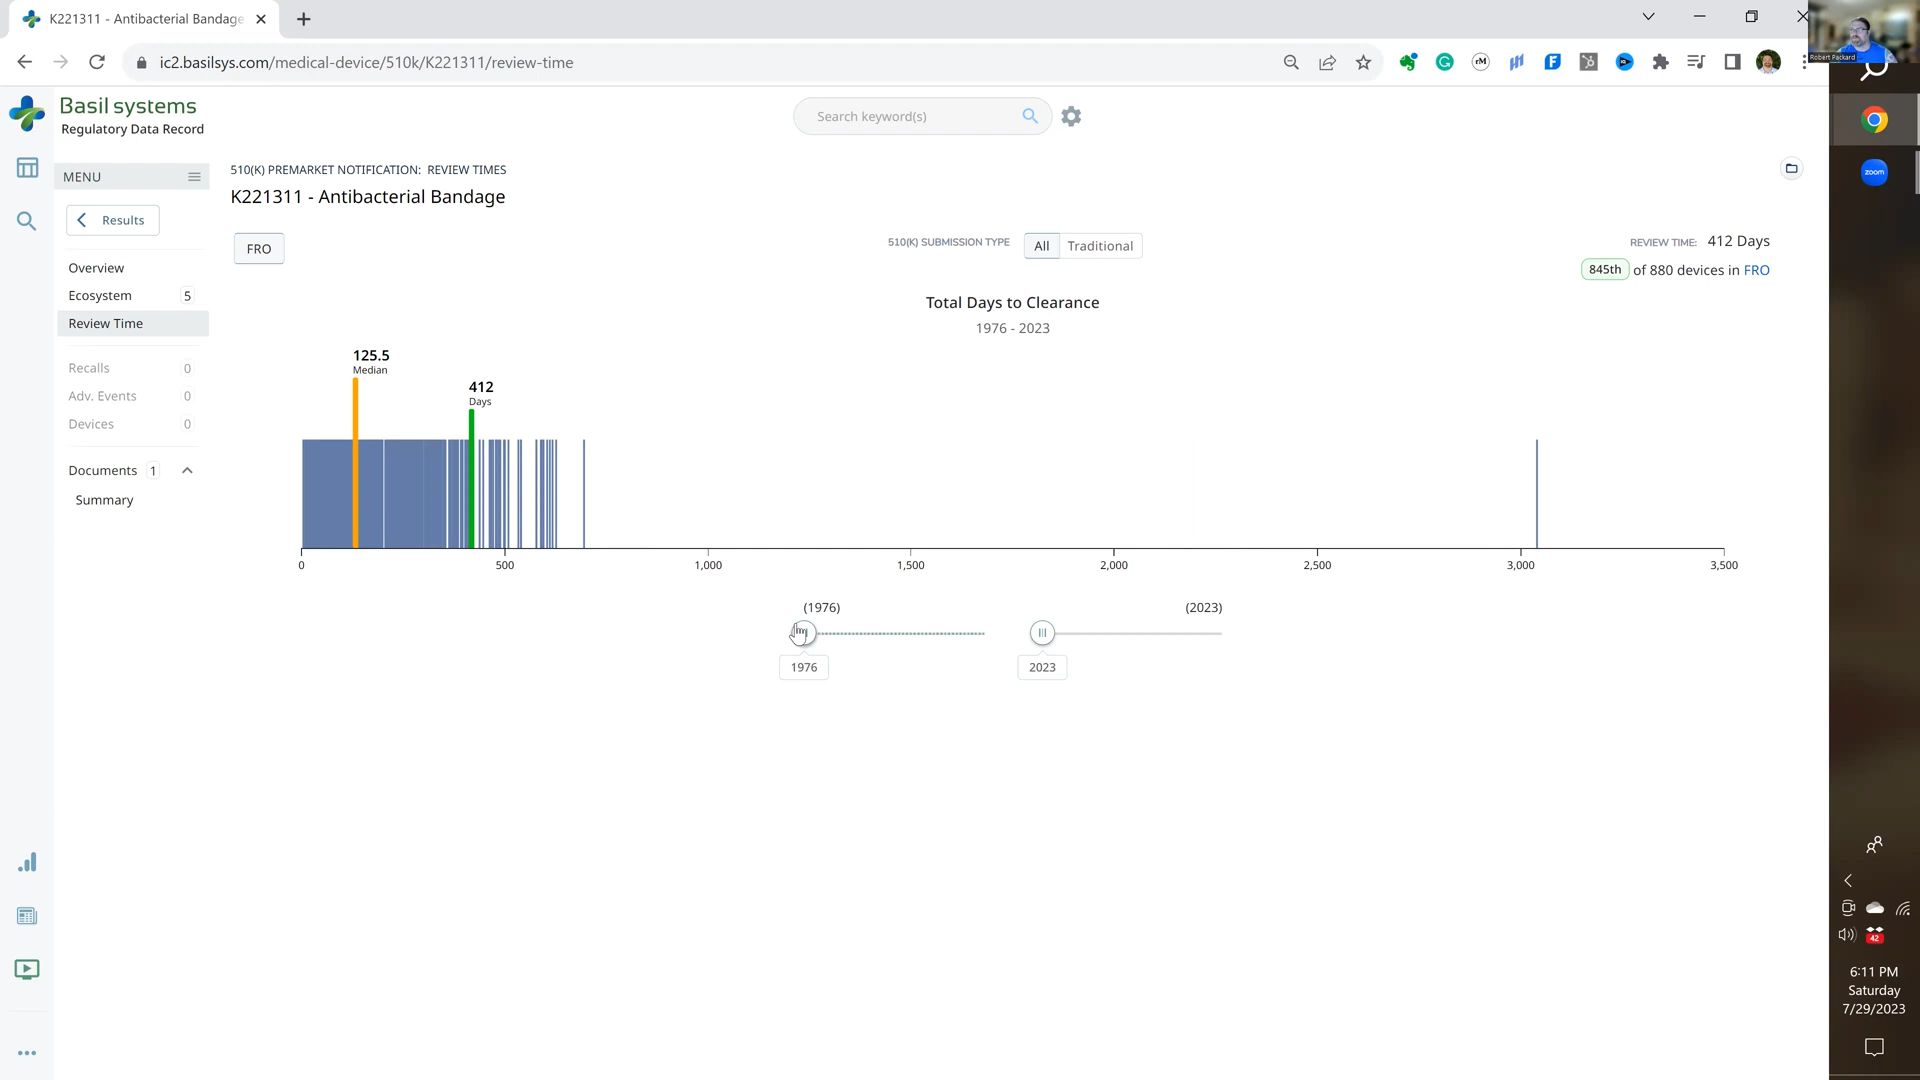 K221311 - Antibacterial Bandage
ic2.basilsys.com/medical-device/510k/K221311/review-time
Robert Packard
Basil systems
Regulatory Data Record
Search keyword(s)
MENU
Results
Overview
Ecosystem 5
Review Time
Recalls 0
Adv. Events 0
Devices 0
Documents 1
Summary
510(K) PREMARKET NOTIFICATION: REVIEW TIMES
K221311 - Antibacterial Bandage
FRO
510(K) SUBMISSION TYPE
All
Traditional
REVIEW TIME: 412 Days
845th of 880 devices in FRO
Total Days to Clearance
1976 - 2023
125.5
Median
412
Days
0
500
1,000
1,500
2,000
2,500
3,000
3,500
(1976)
(2023)
1976
2023
zoom
rM
42
6:11 PM
Saturday
7/29/2023